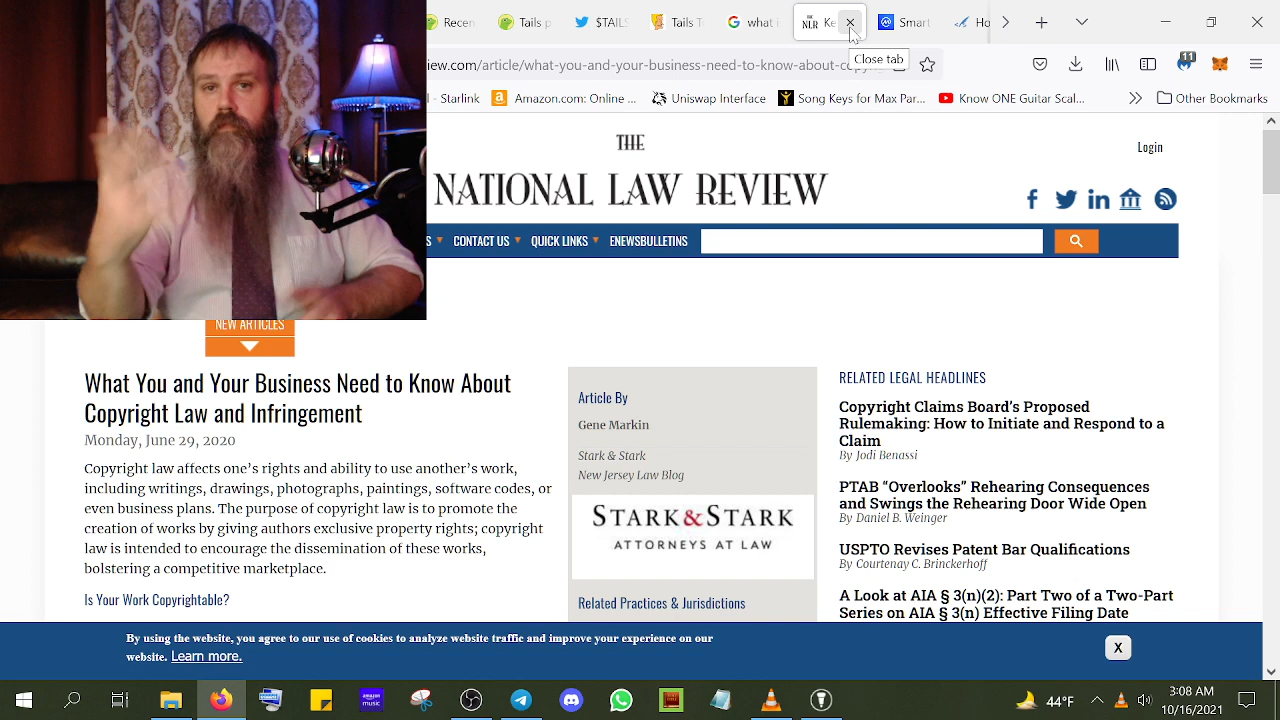 Tails p
$TAILS
what i
Ke
Smar
Ho
Close tab
iew.com/article/what-you-and-your-business-need-to-know-about-copy
11
- Starlink
Amazon.com: Online ...
Uniswap Interface
Song Keys for Max Par...
Know ONE Guitar Scal...
Other Bookmarks
THE
NATIONAL LAW REVIEW
Login
S
CONTACT US
QUICK LINKS
ENEWSBULLETINS
NEW ARTICLES
What You and Your Business Need to Know About
Copyright Law and Infringement
Monday, June 29, 2020
Copyright law affects one's rights and ability to use another's work,
including writings, drawings, photographs, paintings, software codes, or
even business plans. The purpose of copyright law is to promote the
creation of works by giving authors exclusive property rights; copyright
law is intended to encourage the dissemination of these works,
bolstering a competitive marketplace.
Is Your Work Copyrightable?
Article By
Gene Markin
Stark & Stark
New Jersey Law Blog
STARK&STARK
ATTORNEYS AT LAW
Related Practices & Jurisdictions
RELATED LEGAL HEADLINES
Copyright Claims Board's Proposed
Rulemaking: How to Initiate and Respond to a
Claim
By Jodi Benassi
PTAB "Overlooks" Rehearing Consequences
and Swings the Rehearing Door Wide Open
By Daniel B. Weinger
USPTO Revises Patent Bar Qualifications
By Courtenay C. Brinckerhoff
A Look at AIA § 3(n)(2): Part Two of a Two-Part
Series on AIA § 3(n) Effective Filing Date
By using the website, you agree to our use of cookies to analyze website traffic and improve your experience on our
website. Learn more.
X
amazon
music
44°F
3:08 AM
10/16/2021